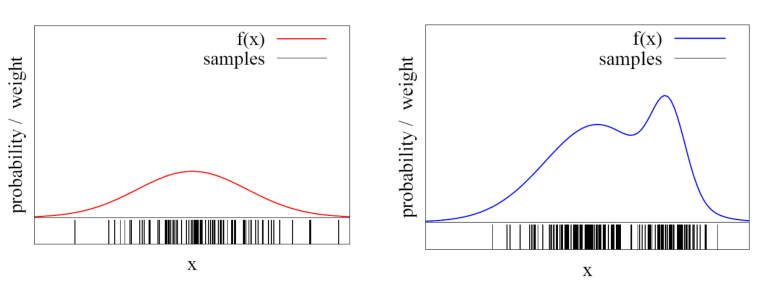 probability / weight
f(x)
samples
x
probability / weight
f(x)
samples
x